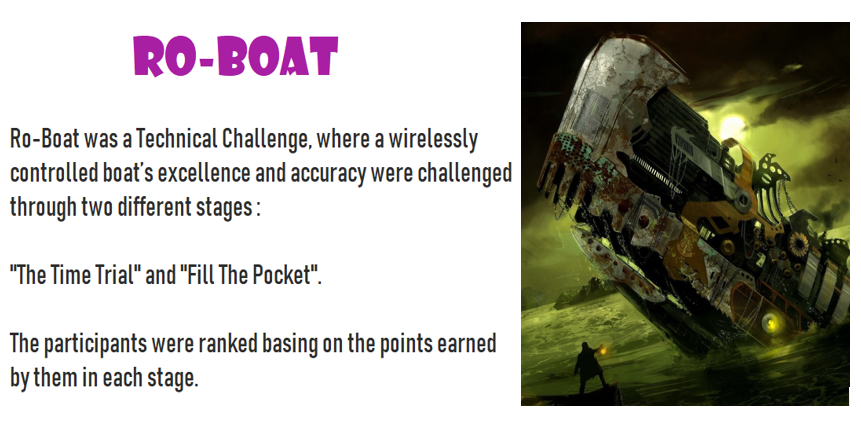 RO-BOAT
Ro-Boat was a Technical Challenge, where a wirelessly
controlled boat's excellence and accuracy were challenged
through two different stages :
"The Time Trial" and "Fill The Pocket".
The participants were ranked basing on the points earned
by them in each stage.